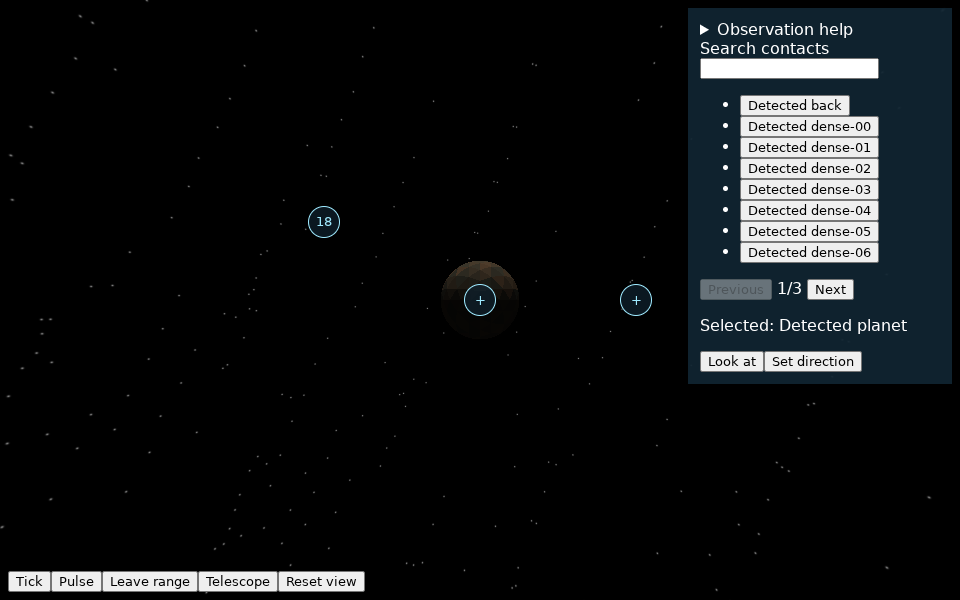 ▶ Observation help
Search contacts
Detected back
Detected dense-00
Detected dense-01
Detected dense-02
Detected dense-03
Detected dense-04
Detected dense-05
Detected dense-06
Previous 1/3 Next
Selected: Detected planet
Look at Set direction
18
+ +
Tick Pulse Leave range Telescope Reset view